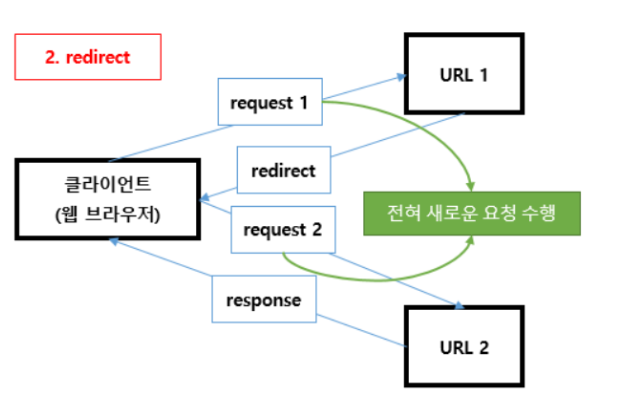 2. redirect
URL 1
request 1
redirect
클라이언트
(웹 브라우저)
전혀 새로운 요청 수행
request 2
response
URL 2